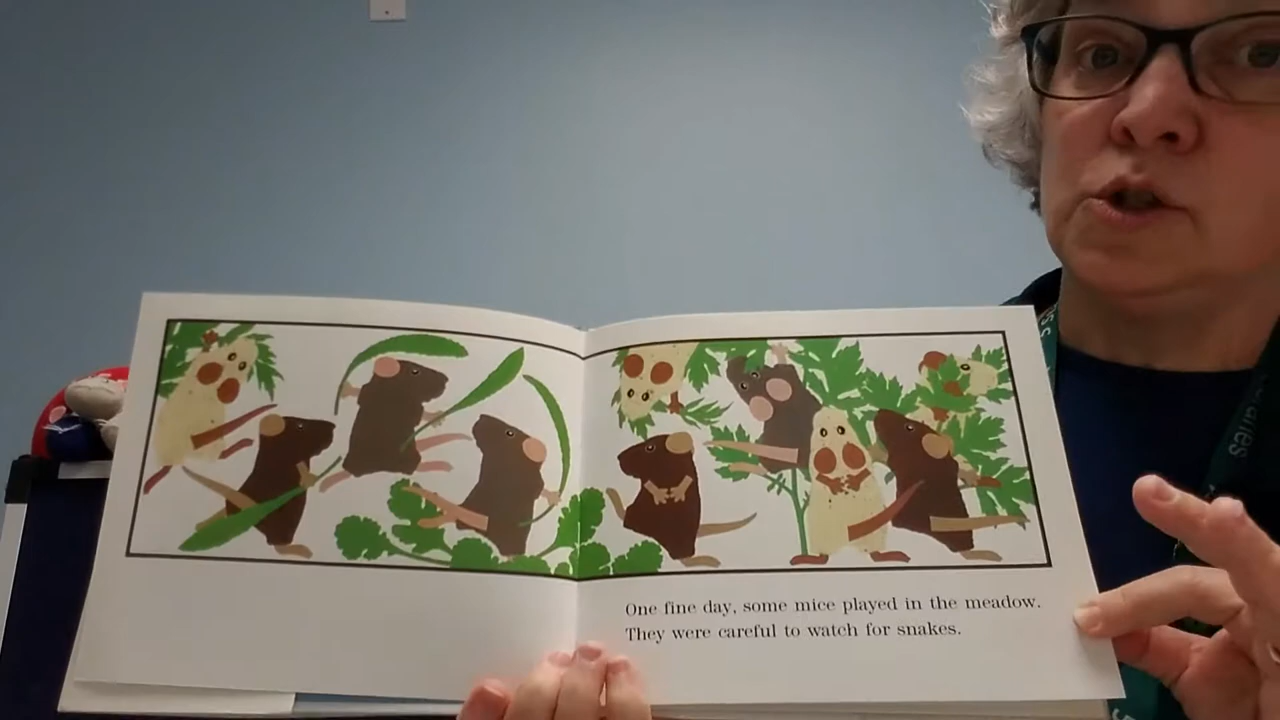 One fine day, some mice played in the meadow.
They were careful to watch for snakes.